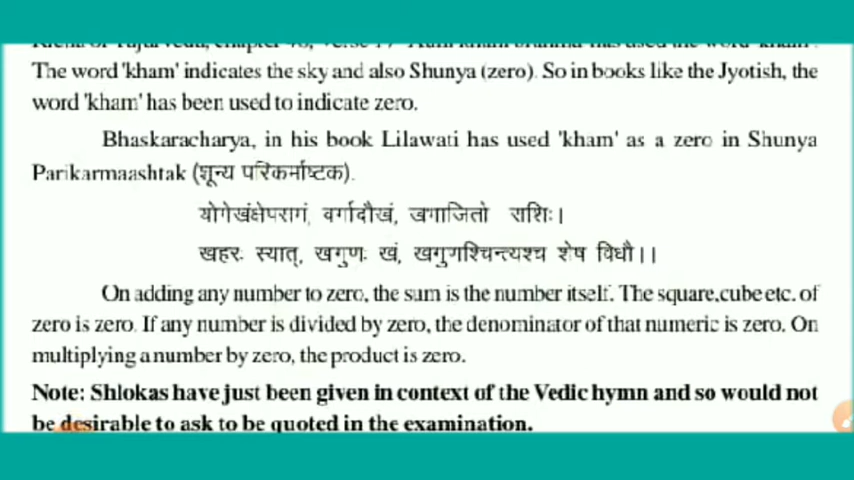 The word 'kham' indicates the sky and also Shunya (zero). So in books like the Jyotish, the
word 'kham' has been used to indicate zero.
Bhaskaracharya, in his book Lilawati has used 'kham' as a zero in Shunya
Parikarmaashtak (शून्य परिकर्माष्टक).
योगेखंक्षेपरागं, वर्गादौखं, खभाजितो राशिः।
खहरः स्यात्, खगुणः खं, खगुगश्चिन्त्यश्च शेष विधौ।।
On adding any number to zero, the sum is the number itself. The square,cube etc. of
zero is zero. If any number is divided by zero, the denominator of that numeric is zero. On
multiplying a number by zero, the product is zero.
Note: Shlokas have just been given in context of the Vedic hymn and so would not
be desirable to ask to be quoted in the examination.